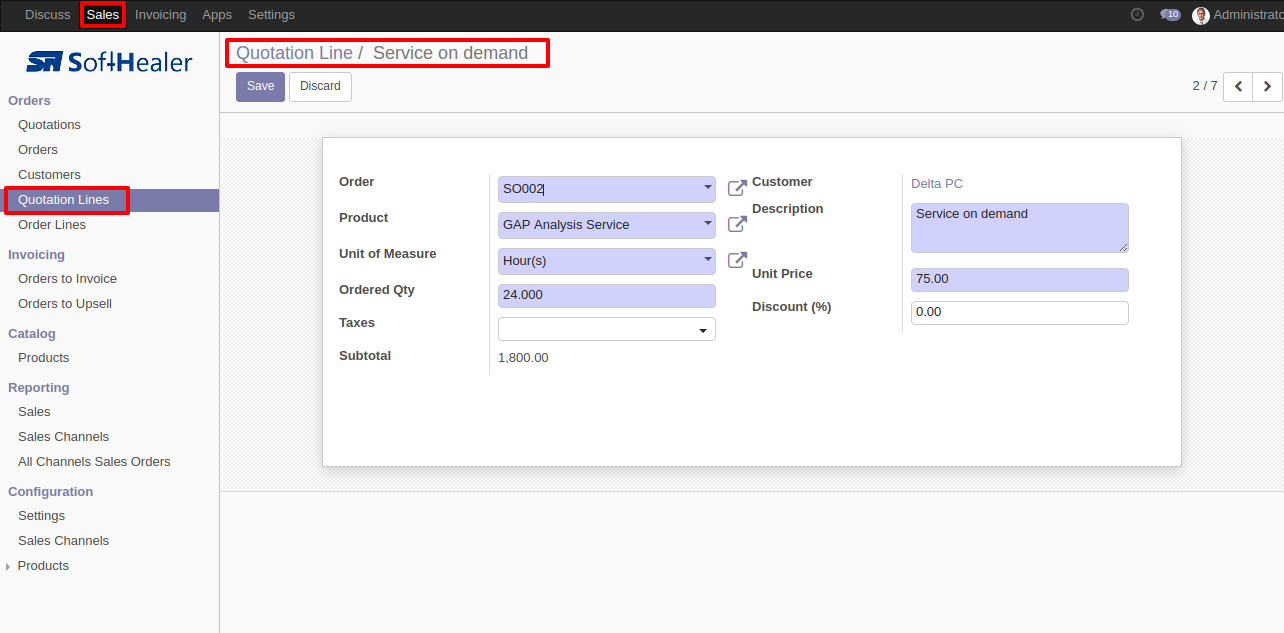 Discuss Sales Invoicing Apps Settings 10 Administrato
SoftHealer
Orders
Quotations
Orders
Customers
Quotation Lines
Order Lines
Invoicing
Orders to Invoice
Orders to Upsell
Catalog
Products
Reporting
Sales
Sales Channels
All Channels Sales Orders
Configuration
Settings
Sales Channels
Products
Quotation Line / Service on demand
Save Discard 2 / 7
Order SO002
Product GAP Analysis Service
Unit of Measure Hour(s)
Ordered Qty 24.000
Taxes
Subtotal 1,800.00
Customer Delta PC
Description Service on demand
Unit Price 75.00
Discount (%) 0.00